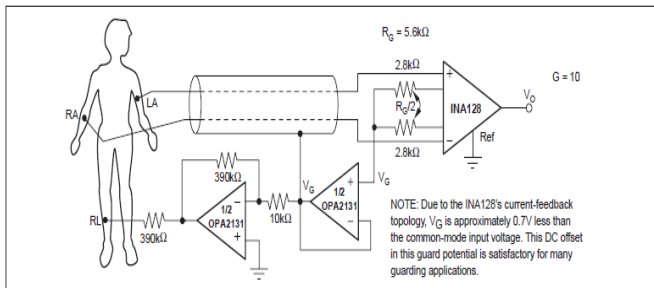 R_G = 5.6kΩ
2.8kΩ
G = 10
LA
RA
R_G/2
INA128
V_O
Ref
2.8kΩ
390kΩ
V_G
V_G
1/2
OPA2131
RL
390kΩ
1/2
OPA2131
10kΩ
NOTE: Due to the INA128's current-feedback
topology, V_G is approximately 0.7V less than
the common-mode input voltage. This DC offset
in this guard potential is satisfactory for many
guarding applications.